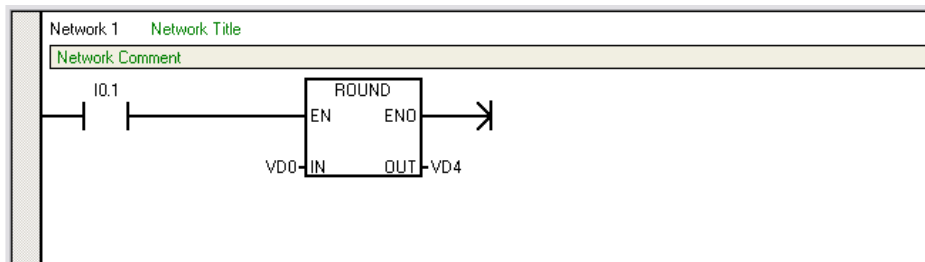 Network 1 Network Title
Network Comment
I0.1
ROUND
EN ENO
VD0 IN OUT VD4